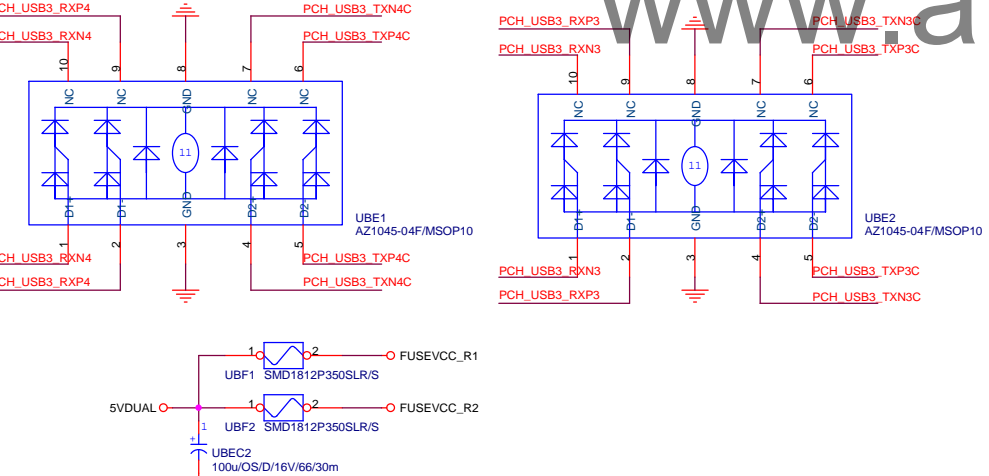 www.a
PCH_USB3_RXP4
PCH_USB3_TXN4C
PCH_USB3_RXN4
PCH_USB3_TXP4C
10
9
8
7
6
NC
NC
GND
NC
NC
11
D1+
D1-
GND
D2+
D2-
1
2
3
4
5
UBE1
AZ1045-04F/MSOP10
CH_USB3_RXN4
PCH_USB3_TXP4C
CH_USB3_RXP4
PCH_USB3_TXN4C
PCH_USB3_RXP3
PCH_USB3_TXN3C
PCH_USB3_RXN3
PCH_USB3_TXP3C
10
9
8
7
6
NC
NC
GND
NC
NC
11
D1+
D1-
GND
D2+
D2-
1
2
3
4
5
UBE2
AZ1045-04F/MSOP10
PCH_USB3_RXN3
PCH_USB3_TXP3C
PCH_USB3_RXP3
PCH_USB3_TXN3C
1
2
FUSEVCC_R1
UBF1 SMD1812P350SLR/S
5VDUAL
1
2
FUSEVCC_R2
UBF2 SMD1812P350SLR/S
1
+
UBEC2
100u/OS/D/16V/66/30m